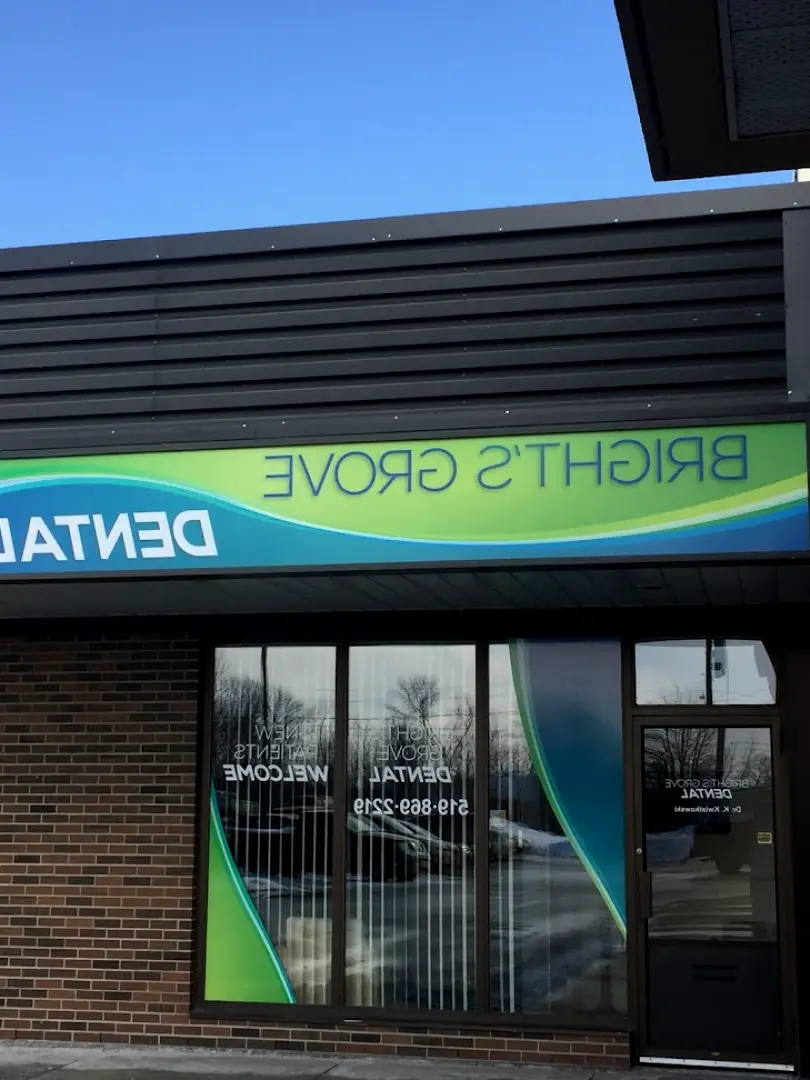 BRIGHT'S GROVE
DENTAL
NEW
PATIENTS
WELCOME
BRIGHT'S
GROVE
DENTAL
519·869·2219
BRIGHT'S GROVE
DENTAL
Dr. K. Kwiatkowski